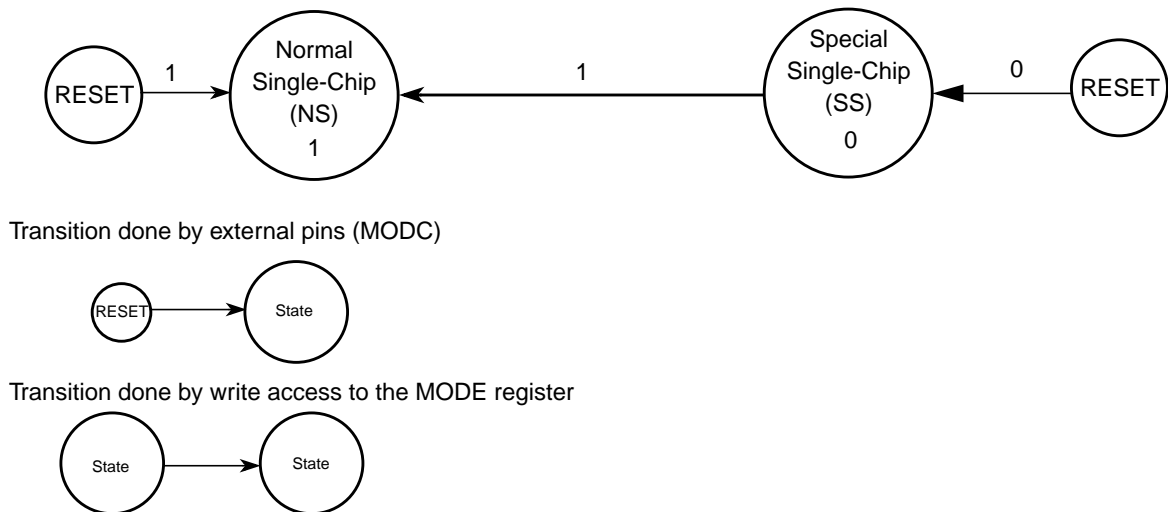 RESET
1
Normal
Single-Chip
(NS)
1
1
Special
Single-Chip
(SS)
0
0
RESET
Transition done by external pins (MODC)
RESET
State
Transition done by write access to the MODE register
State
State